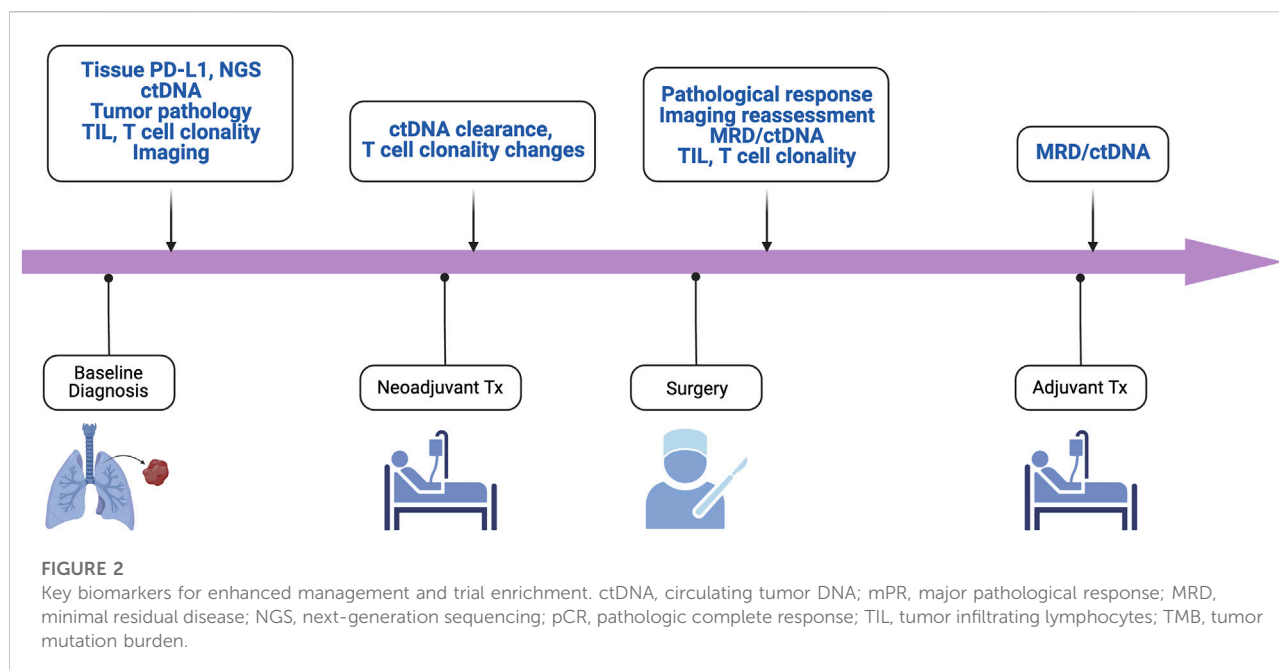 Tissue PD-L1, NGS
ctDNA
Tumor pathology
TIL, T cell clonality
Imaging
ctDNA clearance,
T cell clonality changes
Pathological response
Imaging reassessment
MRD/ctDNA
TIL, T cell clonality
MRD/ctDNA
Baseline
Diagnosis
Neoadjuvant Tx
Surgery
Adjuvant Tx
FIGURE 2
Key biomarkers for enhanced management and trial enrichment. ctDNA, circulating tumor DNA; mPR, major pathological response; MRD,
minimal residual disease; NGS, next-generation sequencing; pCR, pathologic complete response; TIL, tumor infiltrating lymphocytes; TMB, tumor
mutation burden.